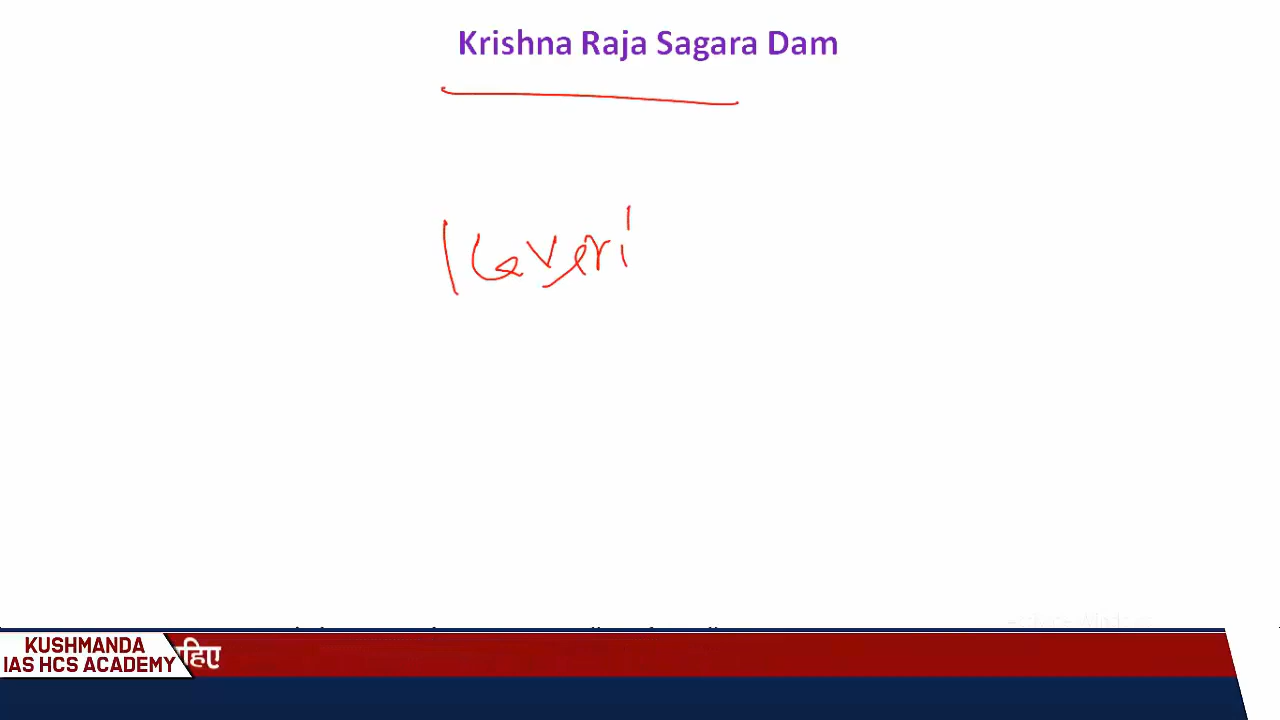 Krishna Raja Sagara Dam
Kaveri
KUSHMANDA
IAS HCS ACADEMY
हिए